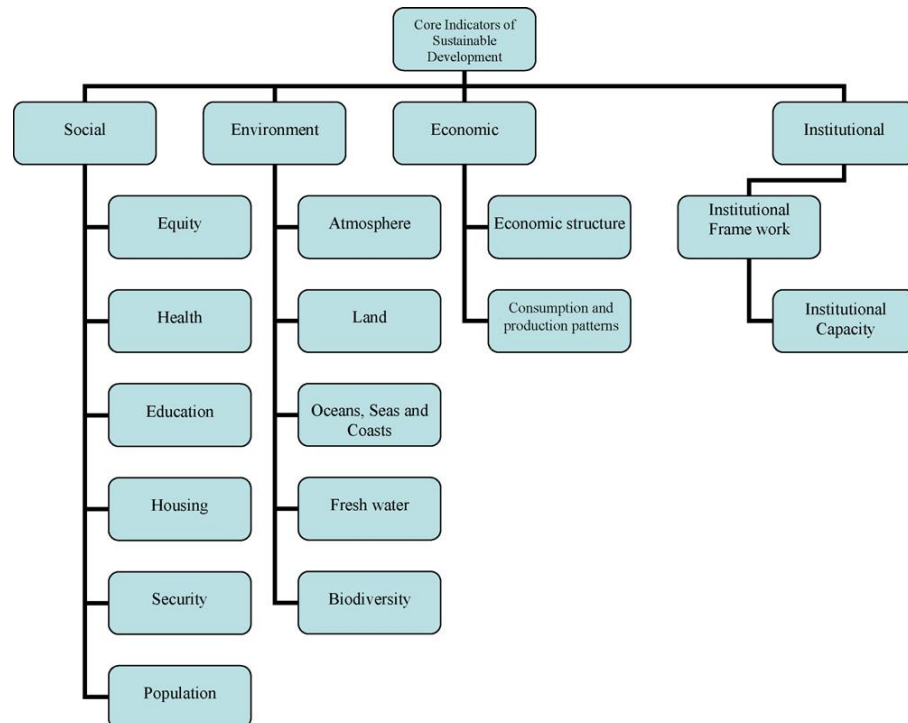 Core Indicators of
Sustainable
Development
Social
Environment
Economic
Institutional
Equity
Atmosphere
Economic structure
Institutional
Frame work
Health
Land
Consumption and
production patterns
Institutional
Capacity
Education
Oceans, Seas and
Coasts
Housing
Fresh water
Security
Biodiversity
Population